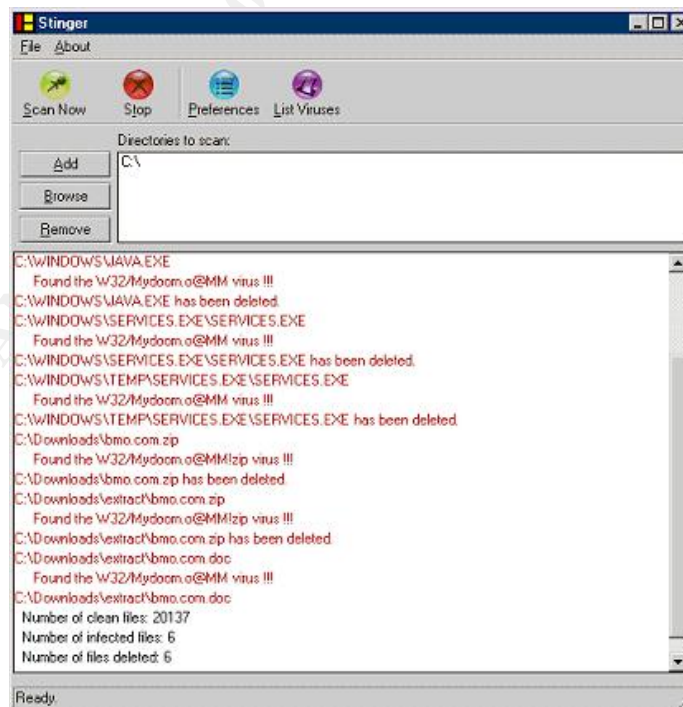 Stinger
File About
Scan Now Stop Preferences List Viruses
Directories to scan:
Add
C:\
Browse
Remove
C:\WINDOWS\JAVA.EXE
Found the W32/Mydoom.o@MM virus !!!
C:\WINDOWS\JAVA.EXE has been deleted.
C:\WINDOWS\SERVICES.EXE\SERVICES.EXE
Found the W32/Mydoom.o@MM virus !!!
C:\WINDOWS\SERVICES.EXE\SERVICES.EXE has been deleted.
C:\WINDOWS\TEMP\SERVICES.EXE\SERVICES.EXE
Found the W32/Mydoom.o@MM virus !!!
C:\WINDOWS\TEMP\SERVICES.EXE\SERVICES.EXE has been deleted.
C:\Downloads\bmo.com.zip
Found the W32/Mydoom.o@MM!zip virus !!!
C:\Downloads\bmo.com.zip has been deleted.
C:\Downloads\extract\bmo.com.zip
Found the W32/Mydoom.o@MM!zip virus !!!
C:\Downloads\extract\bmo.com.zip has been deleted.
C:\Downloads\extract\bmo.com.doc
Found the W32/Mydoom.o@MM virus !!!
C:\Downloads\extract\bmo.com.doc
Number of clean files: 20137
Number of infected files: 6
Number of files deleted: 6
Ready.